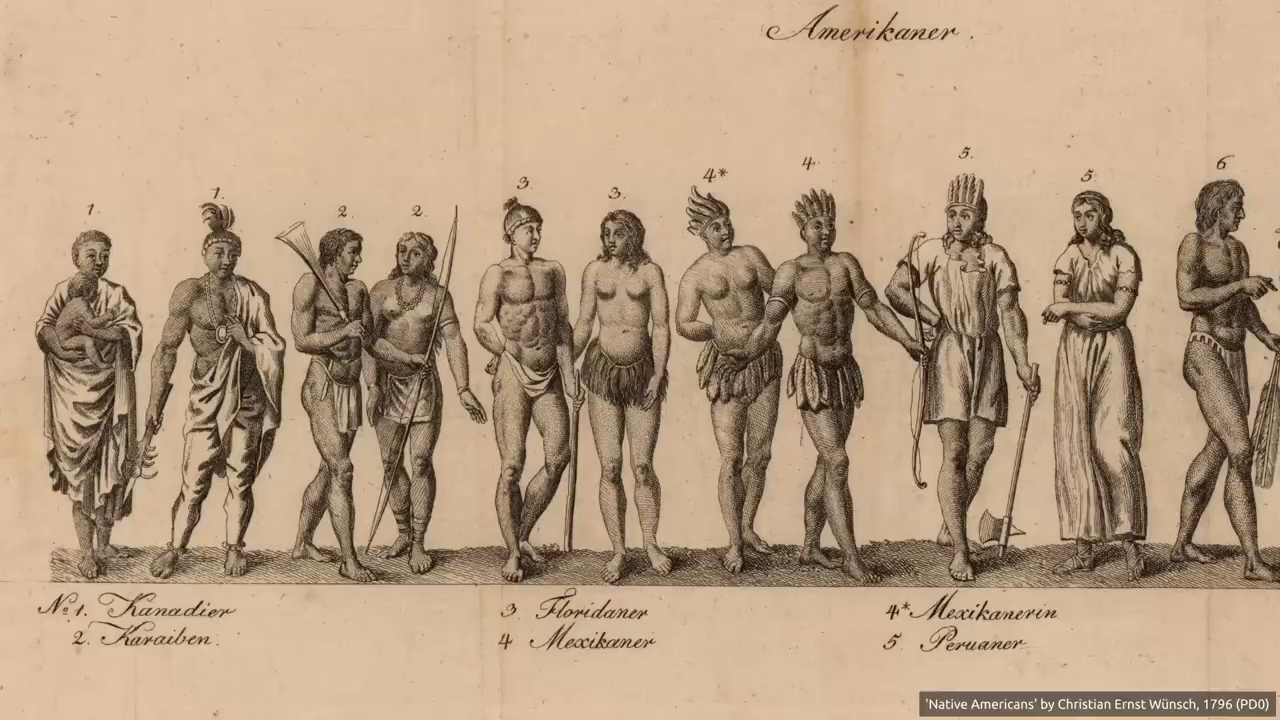 Amerikaner.
1. 1. 2. 2. 3. 3. 4* 4. 5. 5. 6
No 1. Kanadier
2. Karaiben.
3 Floridaner
4 Mexikaner
4* Mexikanerin
5 Peruaner
'Native Americans' by Christian Ernst Wünsch, 1796 (PD0)